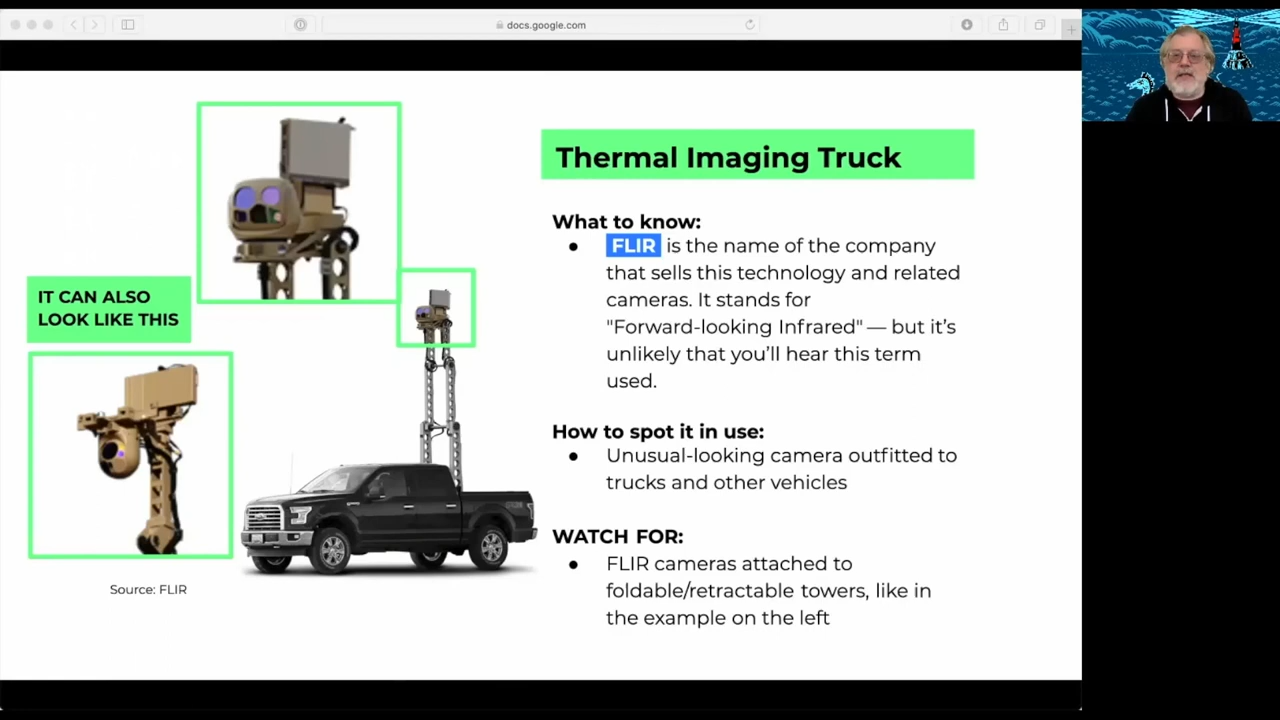 docs.google.com
Thermal Imaging Truck
What to know:
● FLIR is the name of the company
that sells this technology and related
cameras. It stands for
"Forward-looking Infrared" — but it's
unlikely that you'll hear this term
used.
How to spot it in use:
● Unusual-looking camera outfitted to
trucks and other vehicles
WATCH FOR:
● FLIR cameras attached to
foldable/retractable towers, like in
the example on the left
IT CAN ALSO
LOOK LIKE THIS
Source: FLIR